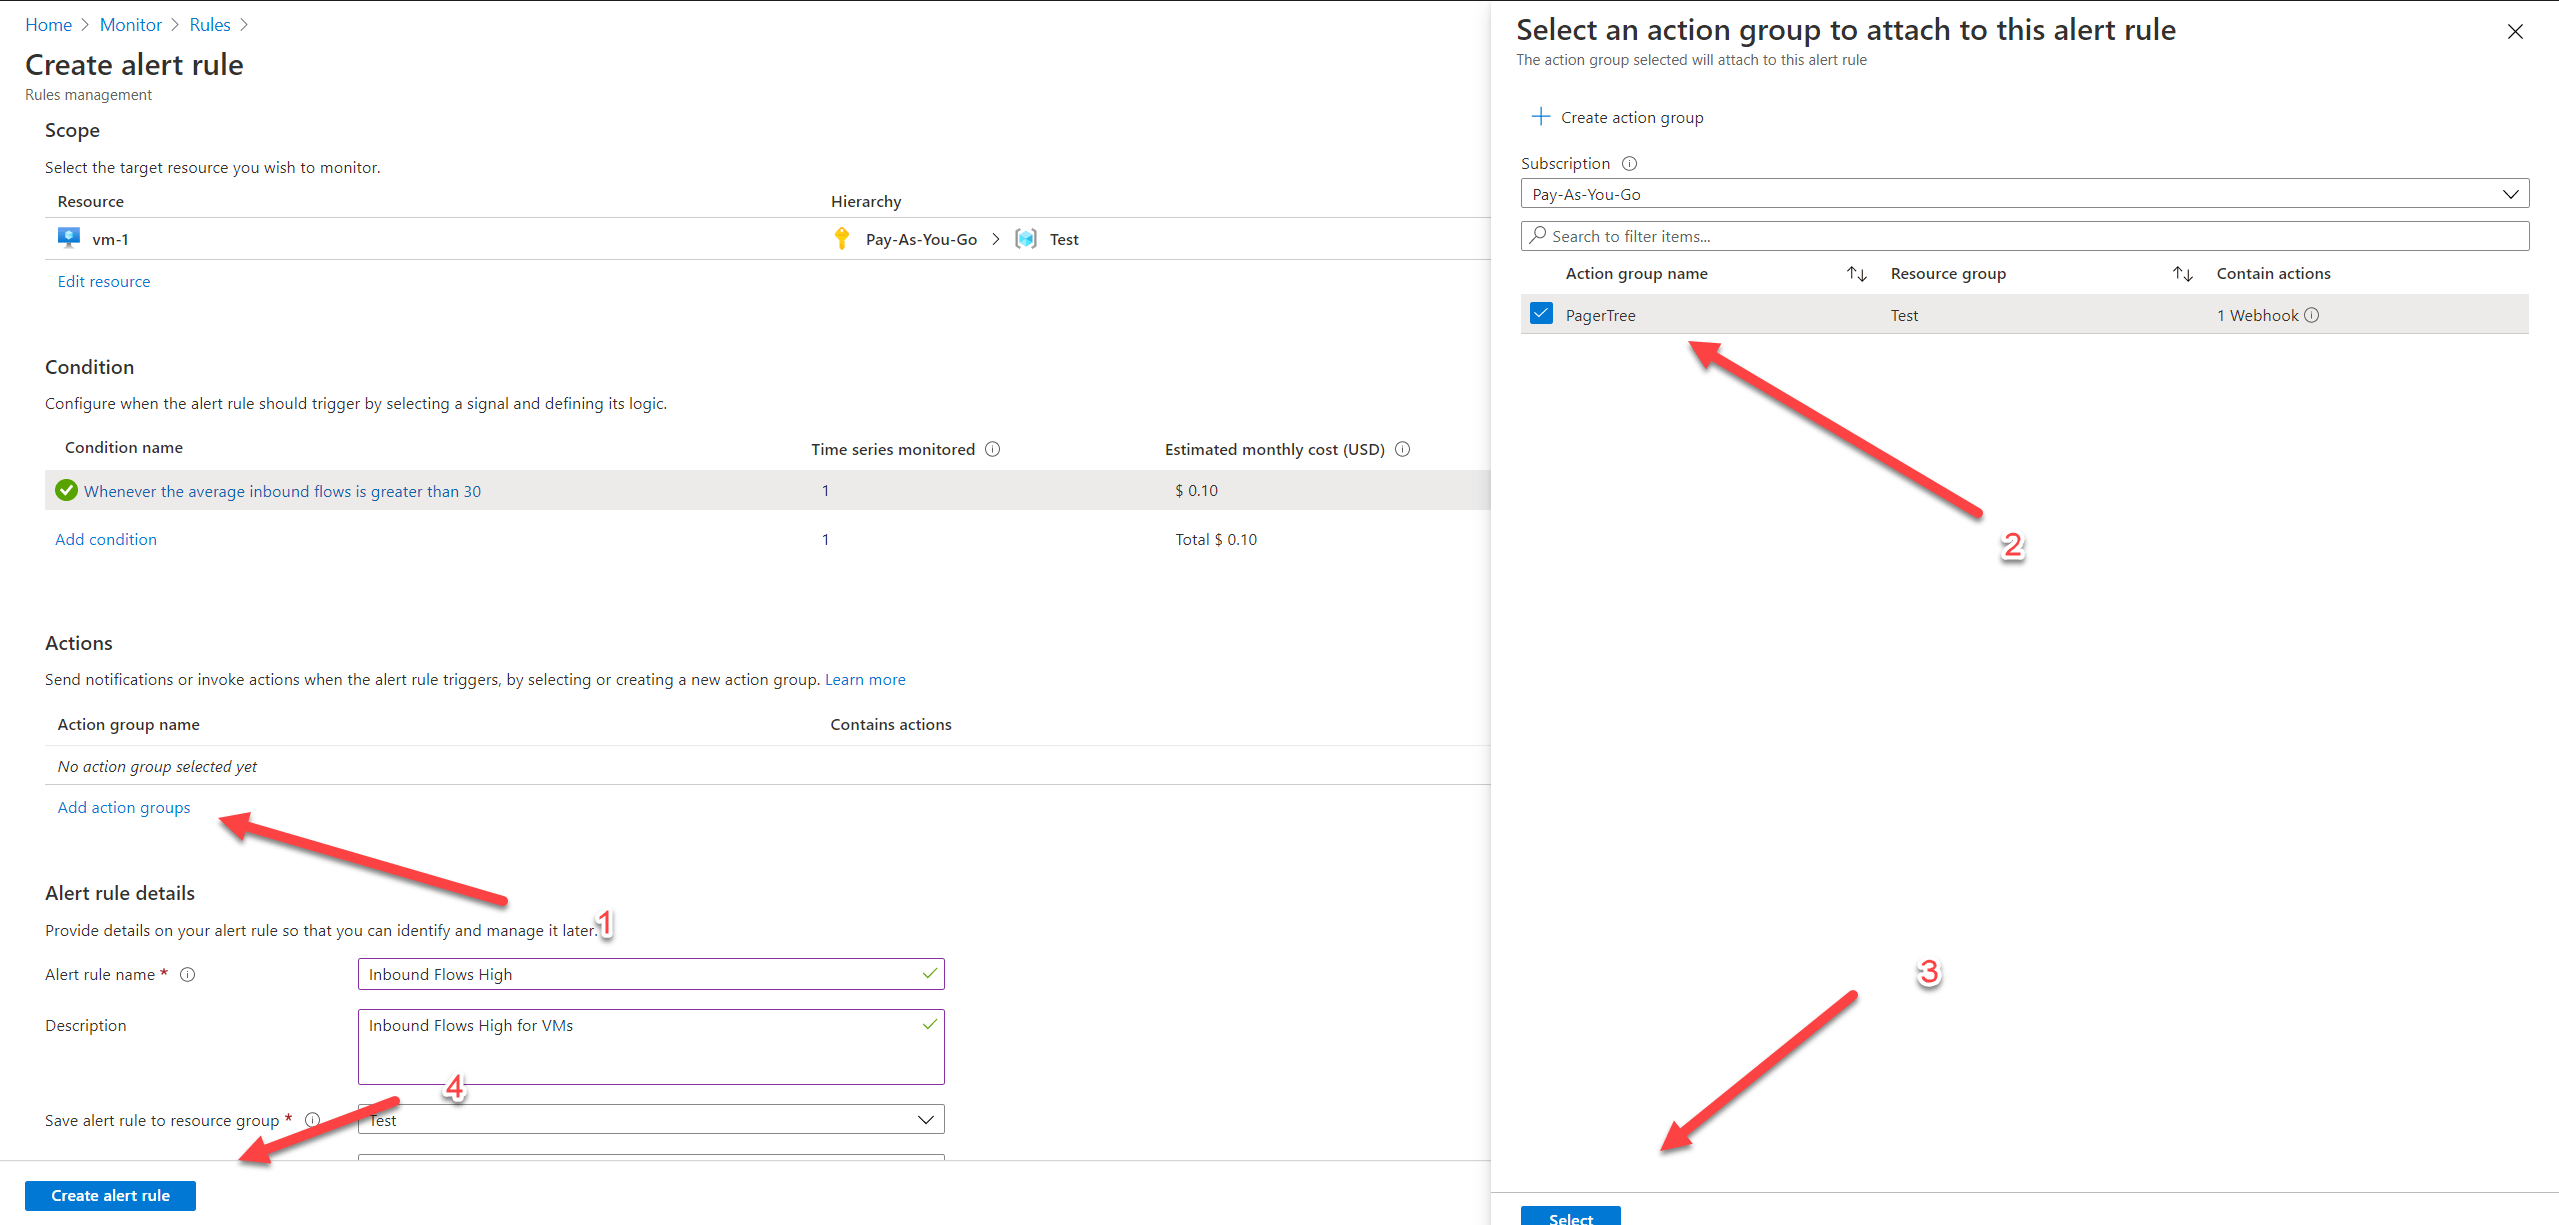 Home > Monitor > Rules >
Create alert rule
Rules management
Scope
Select the target resource you wish to monitor.
Resource Hierarchy
vm-1 Pay-As-You-Go > Test
Edit resource
Condition
Configure when the alert rule should trigger by selecting a signal and defining its logic.
Condition name Time series monitored Estimated monthly cost (USD)
Whenever the average inbound flows is greater than 30 1 $ 0.10
Add condition 1 Total $ 0.10
Actions
Send notifications or invoke actions when the alert rule triggers, by selecting or creating a new action group. Learn more
Action group name Contains actions
No action group selected yet
Add action groups
1
Alert rule details
Provide details on your alert rule so that you can identify and manage it later.
Alert rule name * Inbound Flows High
Description Inbound Flows High for VMs
4
Save alert rule to resource group * Test
Create alert rule
Select an action group to attach to this alert rule
The action group selected will attach to this alert rule
Create action group
Subscription
Pay-As-You-Go
Search to filter items...
Action group name Resource group Contain actions
PagerTree Test 1 Webhook
2
3
Select